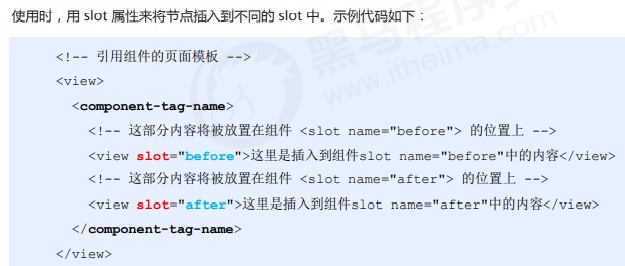 使用时，用 slot 属性来将节点插入到不同的 slot 中。示例代码如下：
<!-- 引用组件的页面模板 -->
<view>
<component-tag-name>
<!-- 这部分内容将被放置在组件 <slot name="before"> 的位置上 -->
<view slot="before">这里是插入到组件slot name="before"中的内容</view>
<!-- 这部分内容将被放置在组件 <slot name="after"> 的位置上 -->
<view slot="after">这里是插入到组件slot name="after"中的内容</view>
</component-tag-name>
</view>
黑马程序员
www.itheima.com